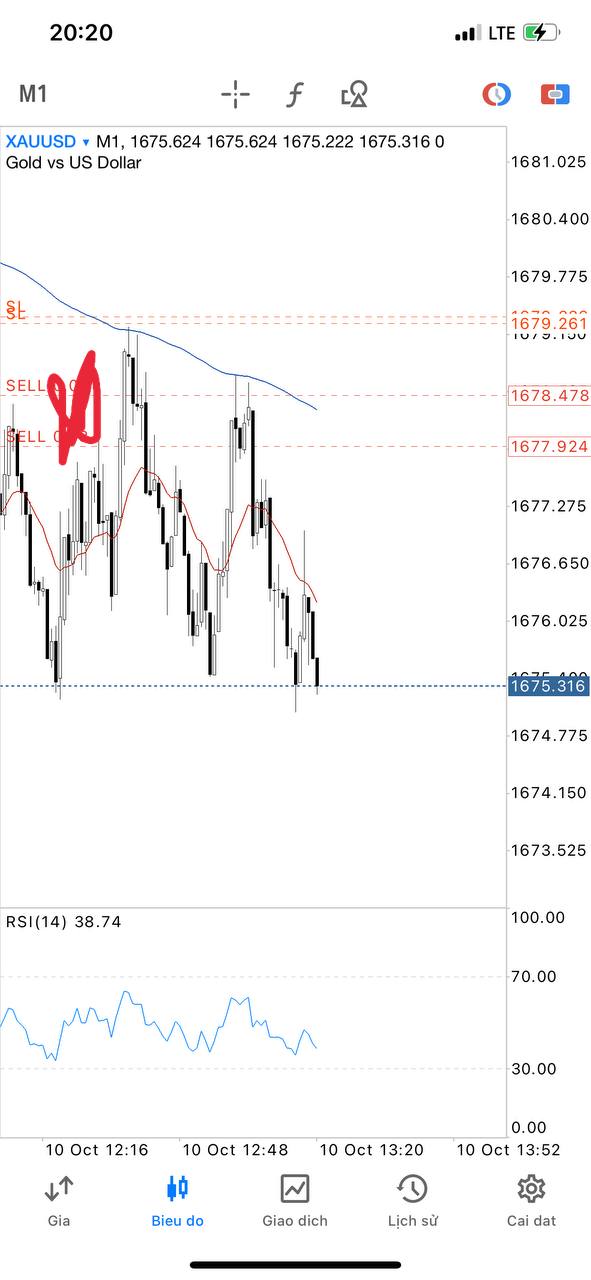 20:20
LTE
M1
XAUUSD ▾ M1, 1675.624 1675.624 1675.222 1675.316 0
Gold vs US Dollar
1681.025
1680.400
1679.775
SL
SL
1679.261
1679.150
SELL
1678.478
SELL
1677.924
1677.275
1676.650
1676.025
1675.316
1674.775
1674.150
1673.525
RSI(14) 38.74
100.00
70.00
30.00
0.00
10 Oct 12:16
10 Oct 12:48
10 Oct 13:20
10 Oct 13:52
Gia
Bieu do
Giao dich
Lịch sử
Cai dat